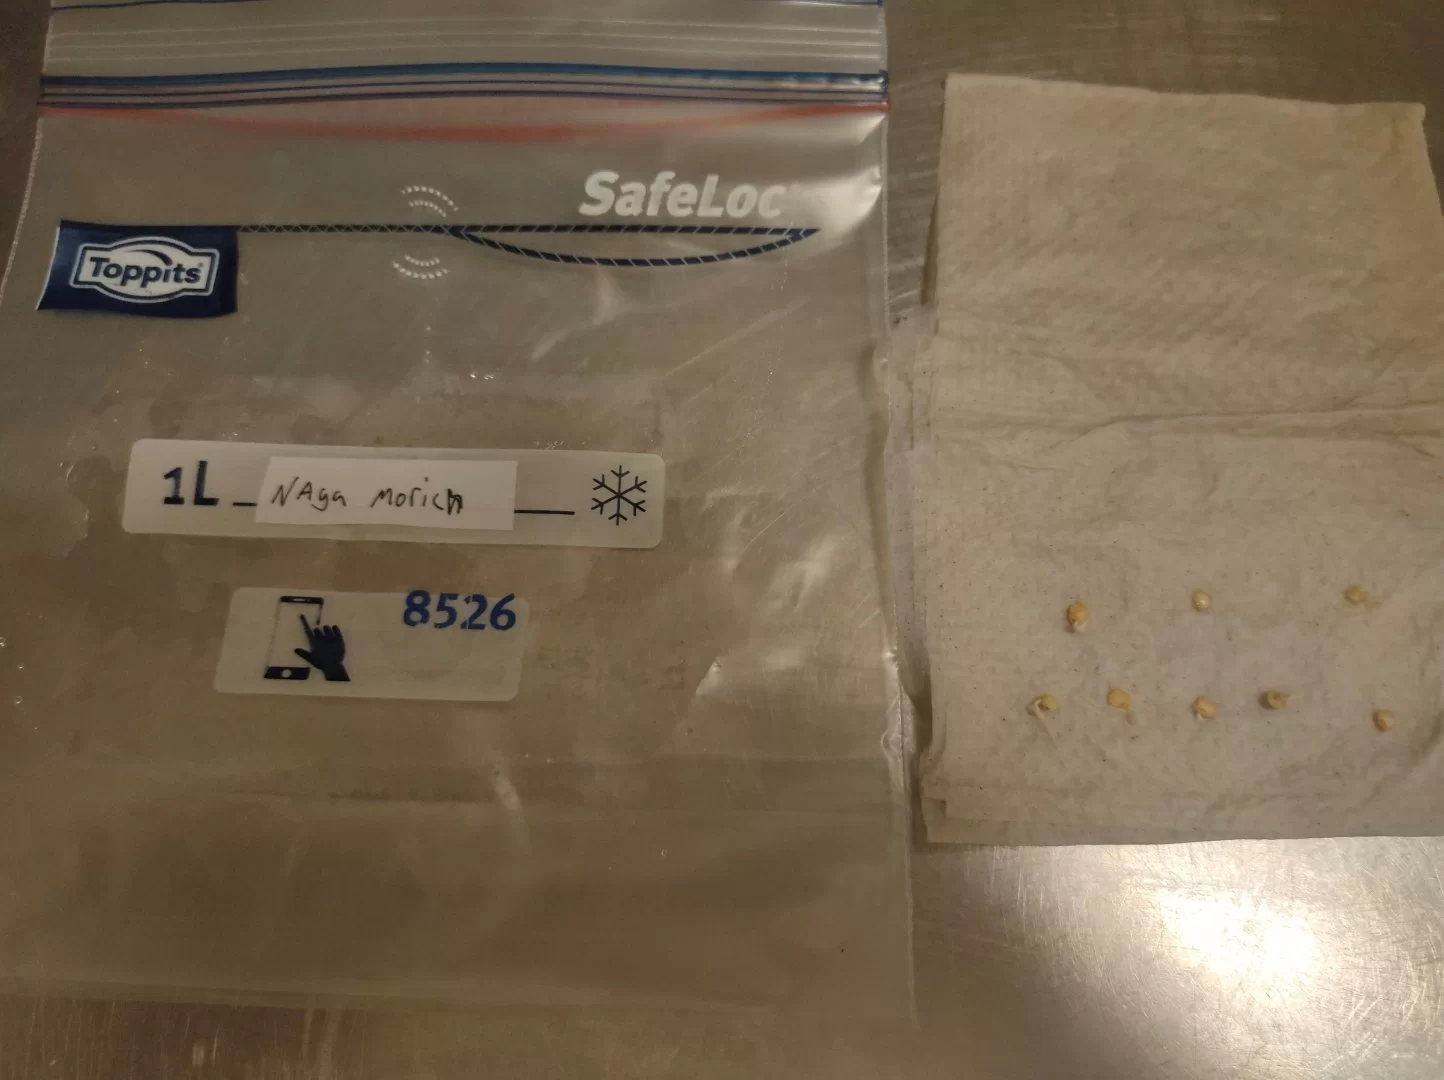 SafeLoc
Toppits
1L NAga Morich
8526